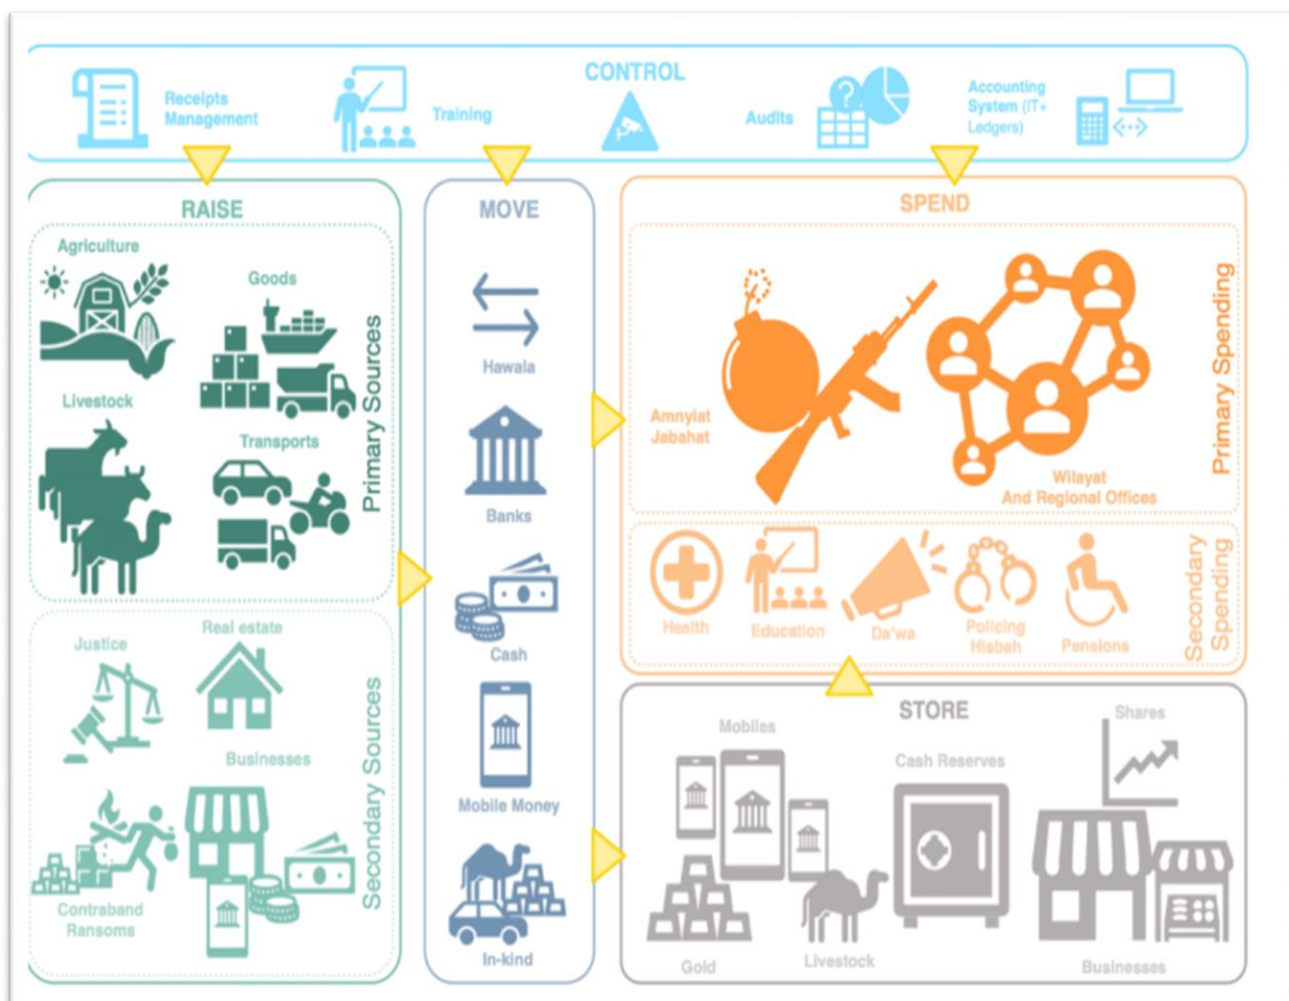 CONTROL
Receipts
Management
Training
Audits
Accounting
System (IT+
Ledgers)
RAISE
Agriculture
Goods
Livestock
Transports
Primary Sources
Justice
Real estate
Businesses
Contraband
Ransoms
Secondary Sources
MOVE
Hawala
Banks
Cash
Mobile Money
In-kind
SPEND
Amnyiat
Jabahat
Wilayat
And Regional Offices
Primary Spending
Health
Education
Da'wa
Policing
Hisbah
Pensions
Secondary
Spending
STORE
Mobiles
Cash Reserves
Shares
Gold
Livestock
Businesses